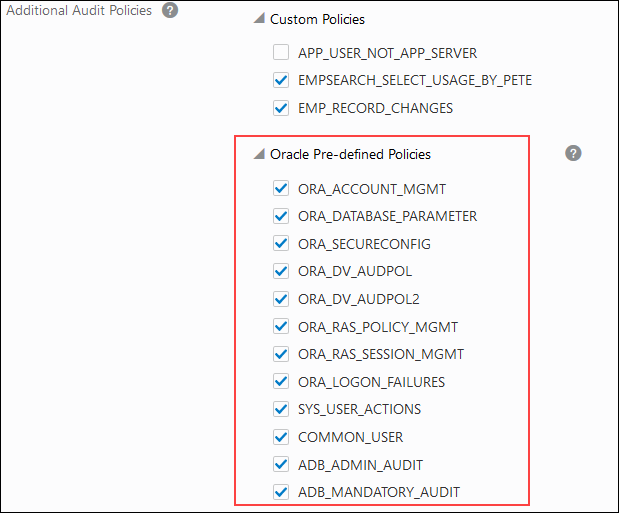 Additional Audit Policies ?
Custom Policies
APP_USER_NOT_APP_SERVER
EMPSEARCH_SELECT_USAGE_BY_PETE
EMP_RECORD_CHANGES
Oracle Pre-defined Policies ?
ORA_ACCOUNT_MGMT
ORA_DATABASE_PARAMETER
ORA_SECURECONFIG
ORA_DV_AUDPOL
ORA_DV_AUDPOL2
ORA_RAS_POLICY_MGMT
ORA_RAS_SESSION_MGMT
ORA_LOGON_FAILURES
SYS_USER_ACTIONS
COMMON_USER
ADB_ADMIN_AUDIT
ADB_MANDATORY_AUDIT